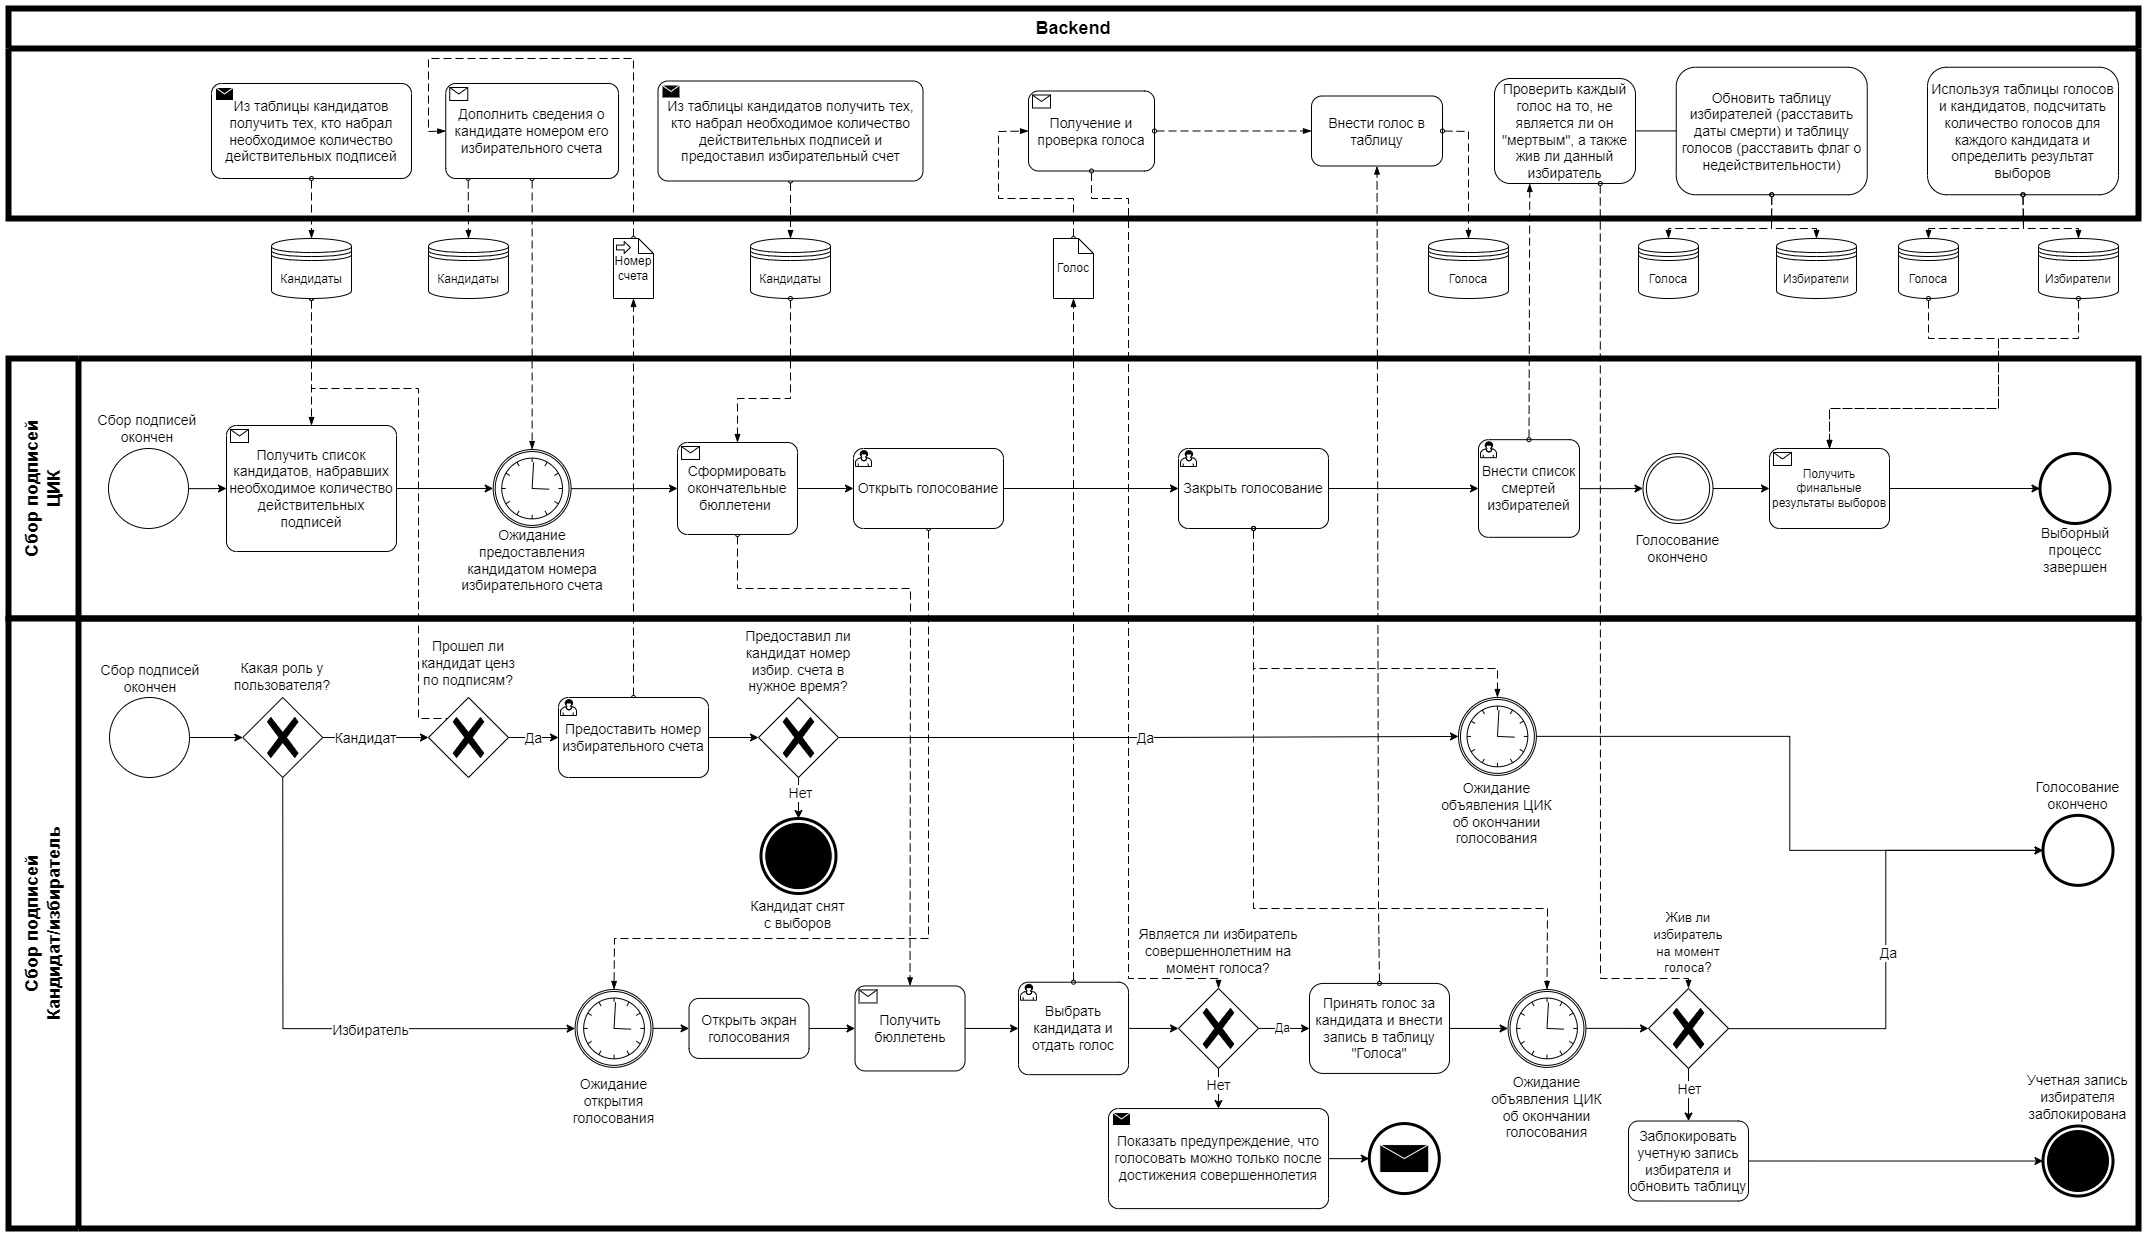 Backend
Из таблицы кандидатов
получить тех, кто набрал
необходимое количество
действительных подписей
Дополнить сведения о
кандидате номером его
избирательного счета
Из таблицы кандидатов получить тех,
кто набрал необходимое количество
действительных подписей и
предоставил избирательный счет
Получение и
проверка голоса
Внести голос в
таблицу
Проверить каждый
голос на то, не
является ли он
"мертвым", а также
жив ли данный
избиратель
Обновить таблицу
избирателей (расставить
даты смерти) и таблицу
голосов (расставить флаг о
недействительности)
Используя таблицы голосов
и кандидатов, подсчитать
количество голосов для
каждого кандидата и
определить результат
выборов
Кандидаты
Кандидаты
Номер
счета
Кандидаты
Голос
Голоса
Голоса
Избиратели
Голоса
Избиратели
Сбор подписей
ЦИК
Сбор подписей
окончен
Получить список
кандидатов, набравших
необходимое количество
действительных
подписей
Ожидание
предоставления
кандидатом номера
избирательного счета
Сформировать
окончательные
бюллетени
Открыть голосование
Закрыть голосование
Внести список
смертей
избирателей
Голосование
окончено
Получить
финальные
результаты выборов
Выборный
процесс
завершен
Сбор подписей
Кандидат/избиратель
Сбор подписей
окончен
Какая роль у
пользователя?
Кандидат
Прошел ли
кандидат ценз
по подписям?
Да
Предоставить номер
избирательного счета
Предоставил ли
кандидат номер
избир. счета в
нужное время?
Да
Нет
Кандидат снят
с выборов
Ожидание
объявления ЦИК
об окончании
голосования
Голосование
окончено
Избиратель
Ожидание
открытия
голосования
Открыть экран
голосования
Получить
бюллетень
Выбрать
кандидата и
отдать голос
Является ли избиратель
совершеннолетним на
момент голоса?
Да
Нет
Показать предупреждение, что
голосовать можно только после
достижения совершеннолетия
Принять голос за
кандидата и внести
запись в таблицу
"Голоса"
Ожидание
объявления ЦИК
об окончании
голосования
Жив ли
избиратель
на момент
голоса?
Да
Нет
Заблокировать
учетную запись
избирателя и
обновить таблицу
Учетная запись
избирателя
заблокирована